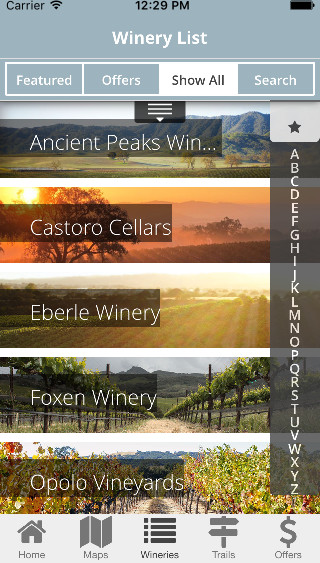 Carrier 12:29 PM
Winery List
Featured Offers Show All Search
Ancient Peaks Win...
Castoro Cellars
Eberle Winery
Foxen Winery
Opolo Vineyards
A
B
C
D
E
F
G
H
I
J
K
L
M
N
O
P
Q
R
S
T
U
V
W
X
Y
Z
Home Maps Wineries Trails Offers